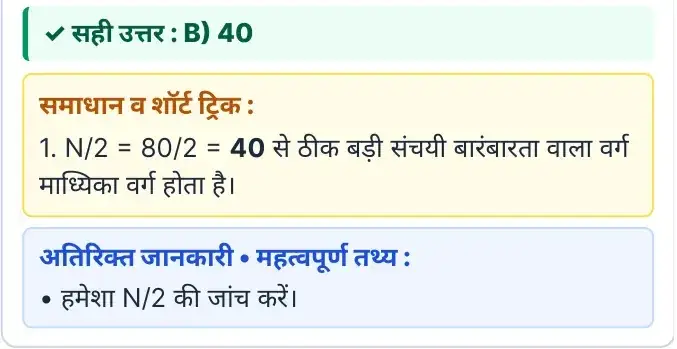 ✓ सही उत्तर : B) 40
समाधान व शॉर्ट ट्रिक :
1. N/2 = 80/2 = 40 से ठीक बड़ी संचयी बारंबारता वाला वर्ग
माध्यिका वर्ग होता है।
अतिरिक्त जानकारी • महत्वपूर्ण तथ्य :
• हमेशा N/2 की जांच करें।